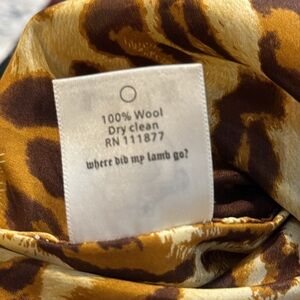 100% Wool
Dry clean
RN 111877
where did my lamb go?